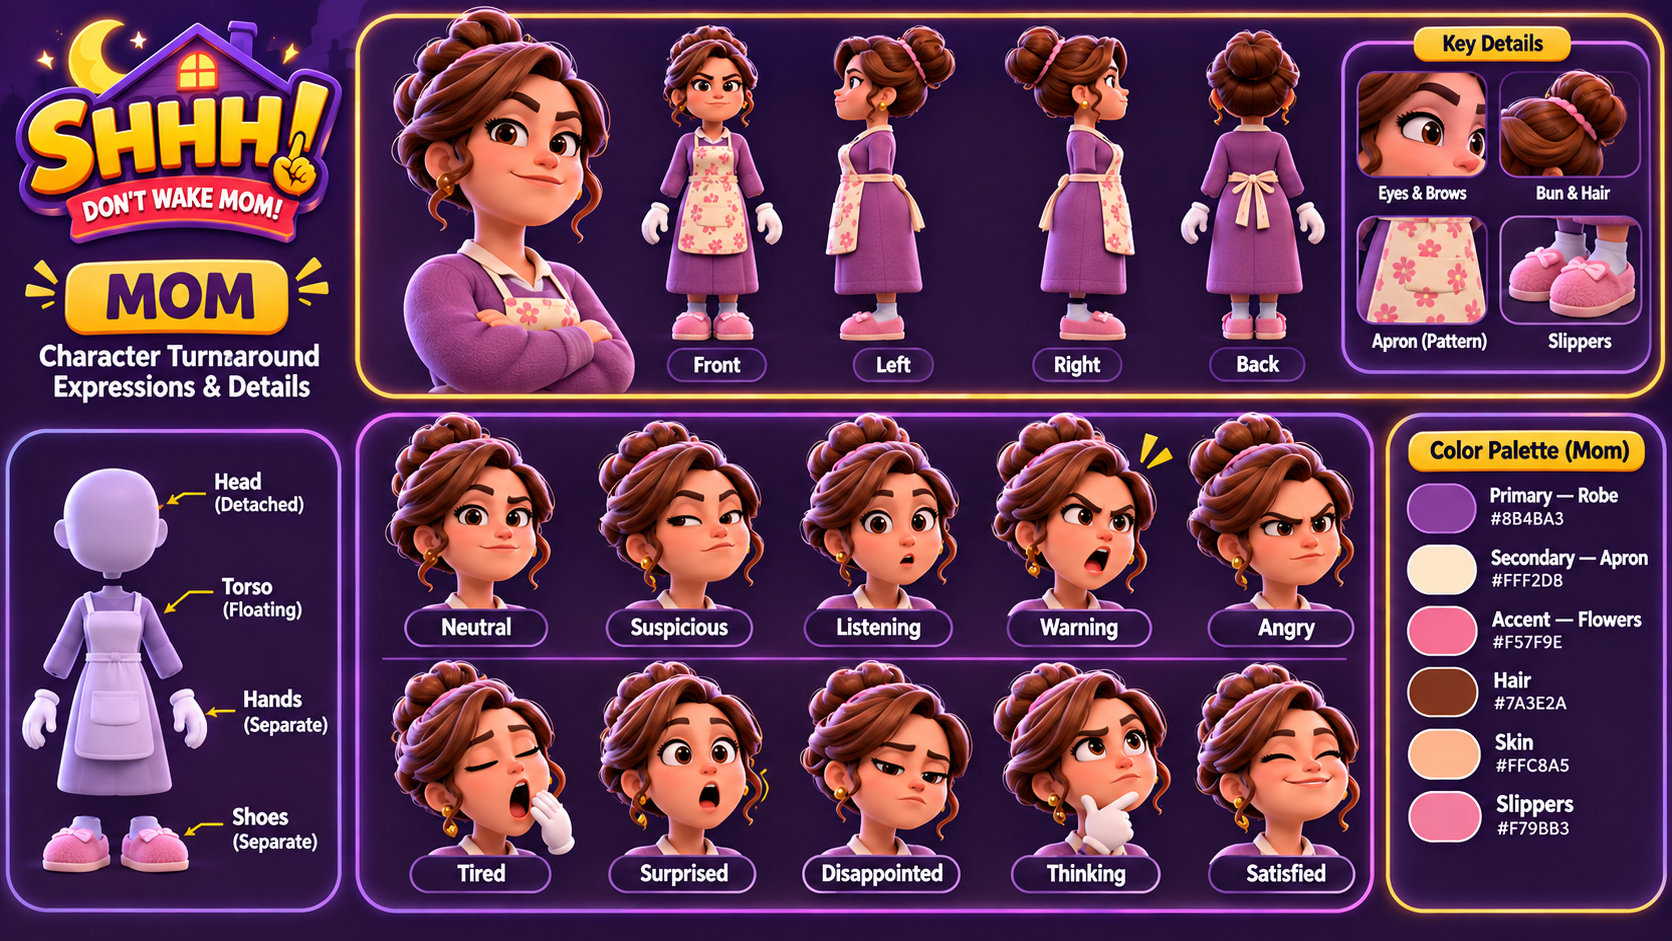 SHHH!
DON'T WAKE MOM!
MOM
Character Turnaround
Expressions & Details
Head
(Detached)
Torso
(Floating)
Hands
(Separate)
Shoes
(Separate)
Front
Left
Right
Back
Key Details
Eyes & Brows
Bun & Hair
Apron (Pattern)
Slippers
Neutral
Suspicious
Listening
Warning
Angry
Tired
Surprised
Disappointed
Thinking
Satisfied
Color Palette (Mom)
Primary — Robe
#8B4BA3
Secondary — Apron
#FFF2D8
Accent — Flowers
#F57F9E
Hair
#7A3E2A
Skin
#FFC8A5
Slippers
#F79BB3